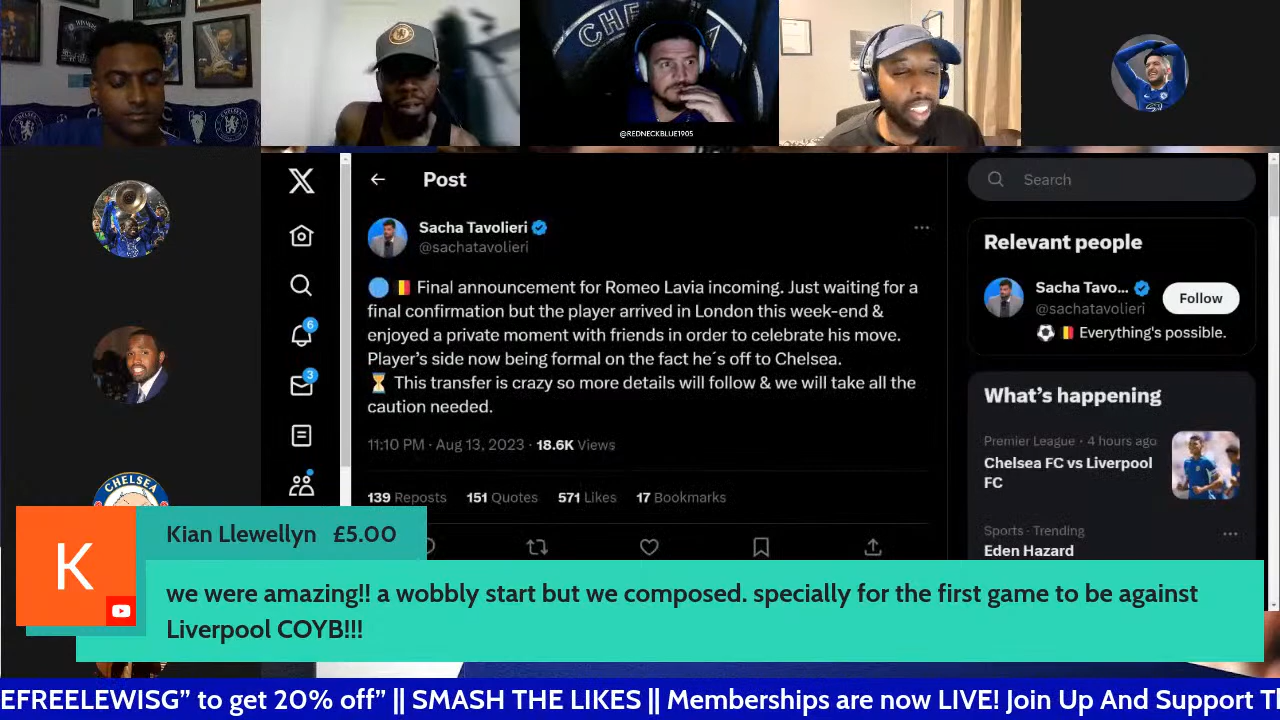 CHE
@REDNECKBLUE1905
Post
Search
Sacha Tavolieri
@sachatavolieri
Relevant people
Final announcement for Romeo Lavia incoming. Just waiting for a
final confirmation but the player arrived in London this week-end &
enjoyed a private moment with friends in order to celebrate his move.
Player's side now being formal on the fact he´s off to Chelsea.
This transfer is crazy so more details will follow & we will take all the
caution needed.
Sacha Tavo...
@sachatavolieri
Follow
Everything's possible.
6
3
11:10 PM · Aug 13, 2023 · 18.6K Views
139 Reposts 151 Quotes 571 Likes 17 Bookmarks
What's happening
Premier League · 4 hours ago
Chelsea FC vs Liverpool
FC
Sports · Trending
Eden Hazard
CHELSEA
K
Kian Llewellyn £5.00
we were amazing!! a wobbly start but we composed. specially for the first game to be against
Liverpool COYB!!!
EFREELEWISG” to get 20% off” || SMASH THE LIKES || Memberships are now LIVE! Join Up And Support T